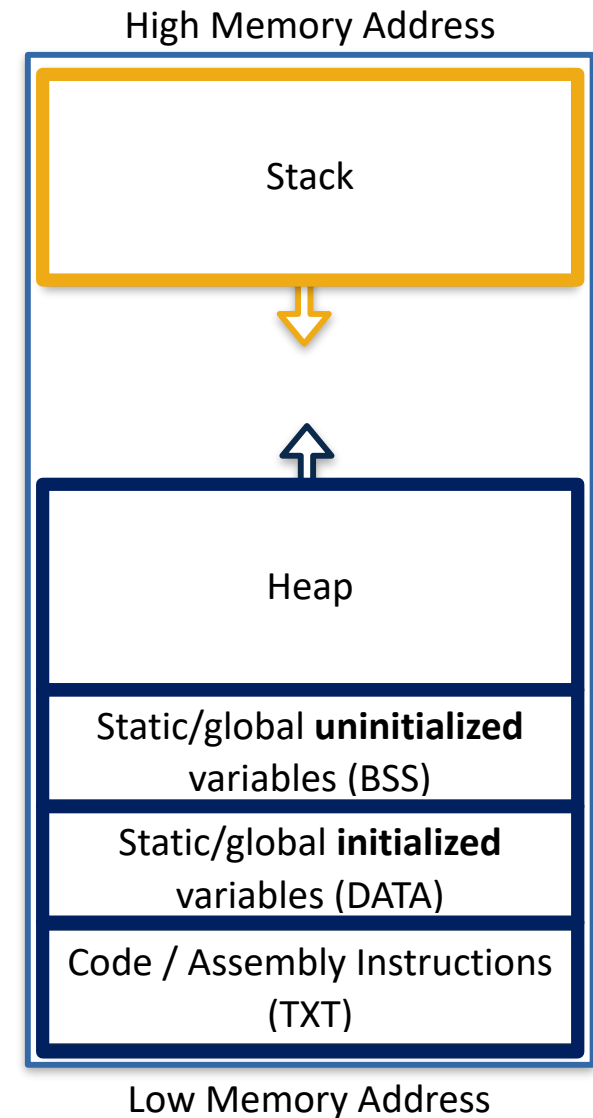 High Memory Address
Stack
Heap
Static/global uninitialized
variables (BSS)
Static/global initialized
variables (DATA)
Code / Assembly Instructions
(TXT)
Low Memory Address